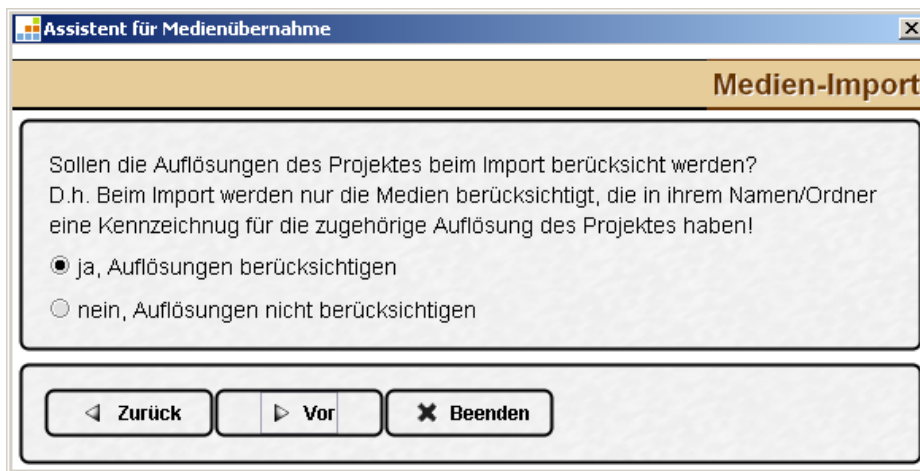 Assistent für Medienübernahme
Medien-Import
Sollen die Auflösungen des Projektes beim Import berücksicht werden?
D.h. Beim Import werden nur die Medien berücksichtigt, die in ihrem Namen/Ordner
eine Kennzeichnug für die zugehörige Auflösung des Projektes haben!
ja, Auflösungen berücksichtigen
nein, Auflösungen nicht berücksichtigen
Zurück Vor Beenden